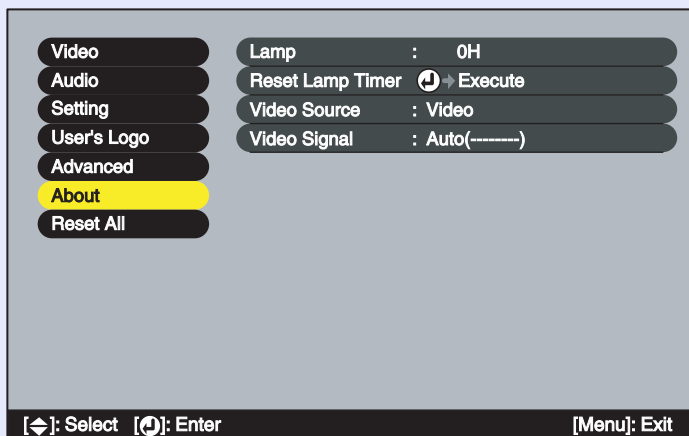 Video
Audio
Setting
User's Logo
Advanced
About
Reset All
Lamp : 0H
Reset Lamp Timer Execute
Video Source : Video
Video Signal : Auto(--------)
[]: Select []: Enter [Menu]: Exit